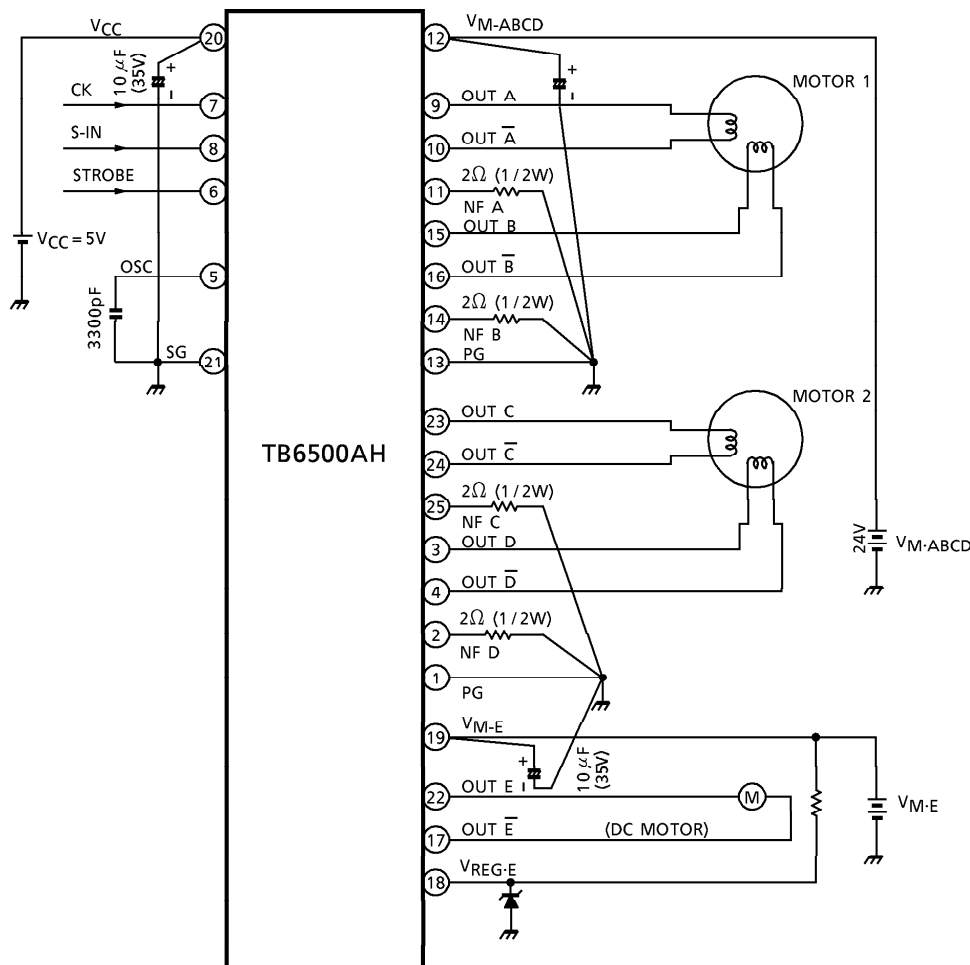 VCC
20
10 μF
(35V)
+
-
CK
7
S-IN
8
STROBE
6
VCC = 5V
OSC
5
3300pF
SG
21
TB6500AH
12
VM-ABCD
+
-
9
OUT A
MOTOR 1
10
OUT A̅
11
2Ω (1/2W)
NF A
15
OUT B
16
OUT B̅
14
2Ω (1/2W)
NF B
13
PG
23
OUT C
MOTOR 2
24
OUT C̅
25
2Ω (1/2W)
NF C
3
OUT D
24V
VM·ABCD
4
OUT D̅
2
2Ω (1/2W)
NF D
1
PG
19
VM-E
+
-
10 μF
(35V)
22
OUT E
M
VM·E
17
OUT E̅
(DC MOTOR)
18
VREG·E